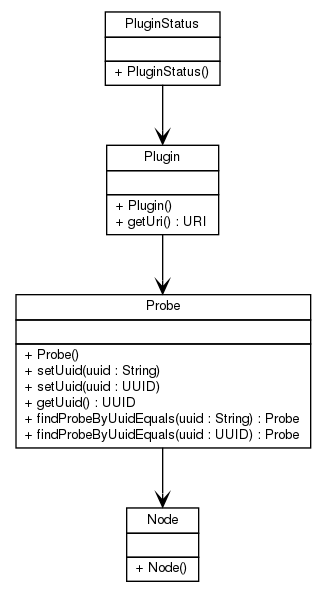 PluginStatus
+ PluginStatus()
Plugin
+ Plugin()
+ getUri() : URI
Probe
+ Probe()
+ setUuid(uuid : String)
+ setUuid(uuid : UUID)
+ getUuid() : UUID
+ findProbeByUuidEquals(uuid : String) : Probe
+ findProbeByUuidEquals(uuid : UUID) : Probe
Node
+ Node()